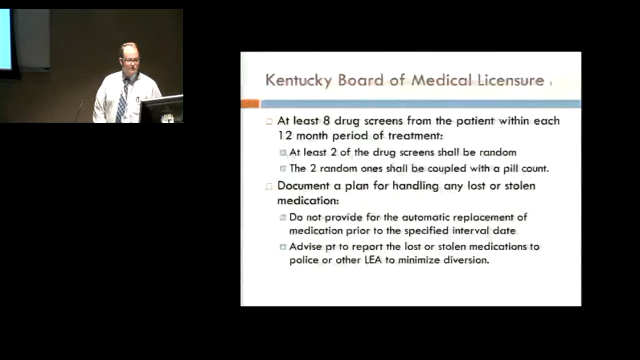 Kentucky Board of Medical Licensure
At least 8 drug screens from the patient within each
12 month period of treatment:
At least 2 of the drug screens shall be random
The 2 random ones shall be coupled with a pill count.
Document a plan for handling any lost or stolen
medication:
Do not provide for the automatic replacement of
medication prior to the specified interval date
Advise pt to report the lost or stolen medications to
police or other LEA to minimize diversion.